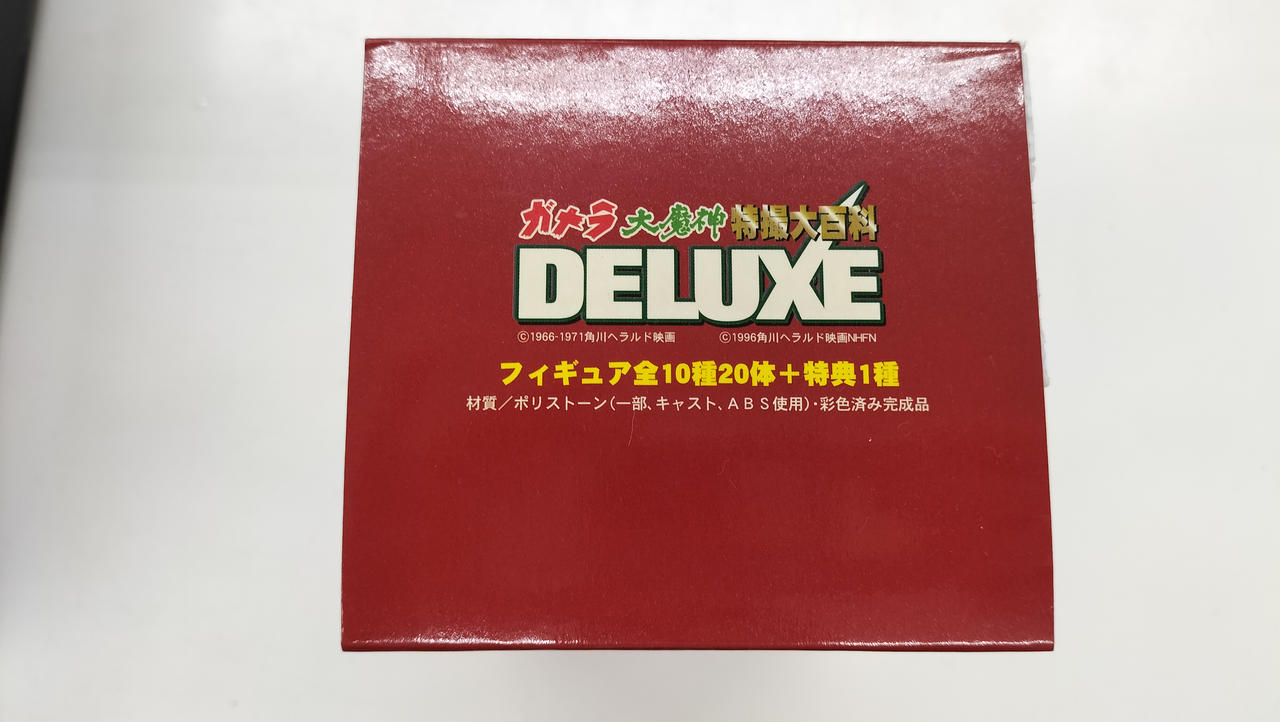 ガメラ 大魔神 特撮大百科
DELUXE
©1966-1971角川ヘラルド映画 ©1996角川ヘラルド映画NHFN
フィギュア全10種20体＋特典1種
材質／ポリストーン(一部、キャスト、ＡＢＳ使用)・彩色済み完成品